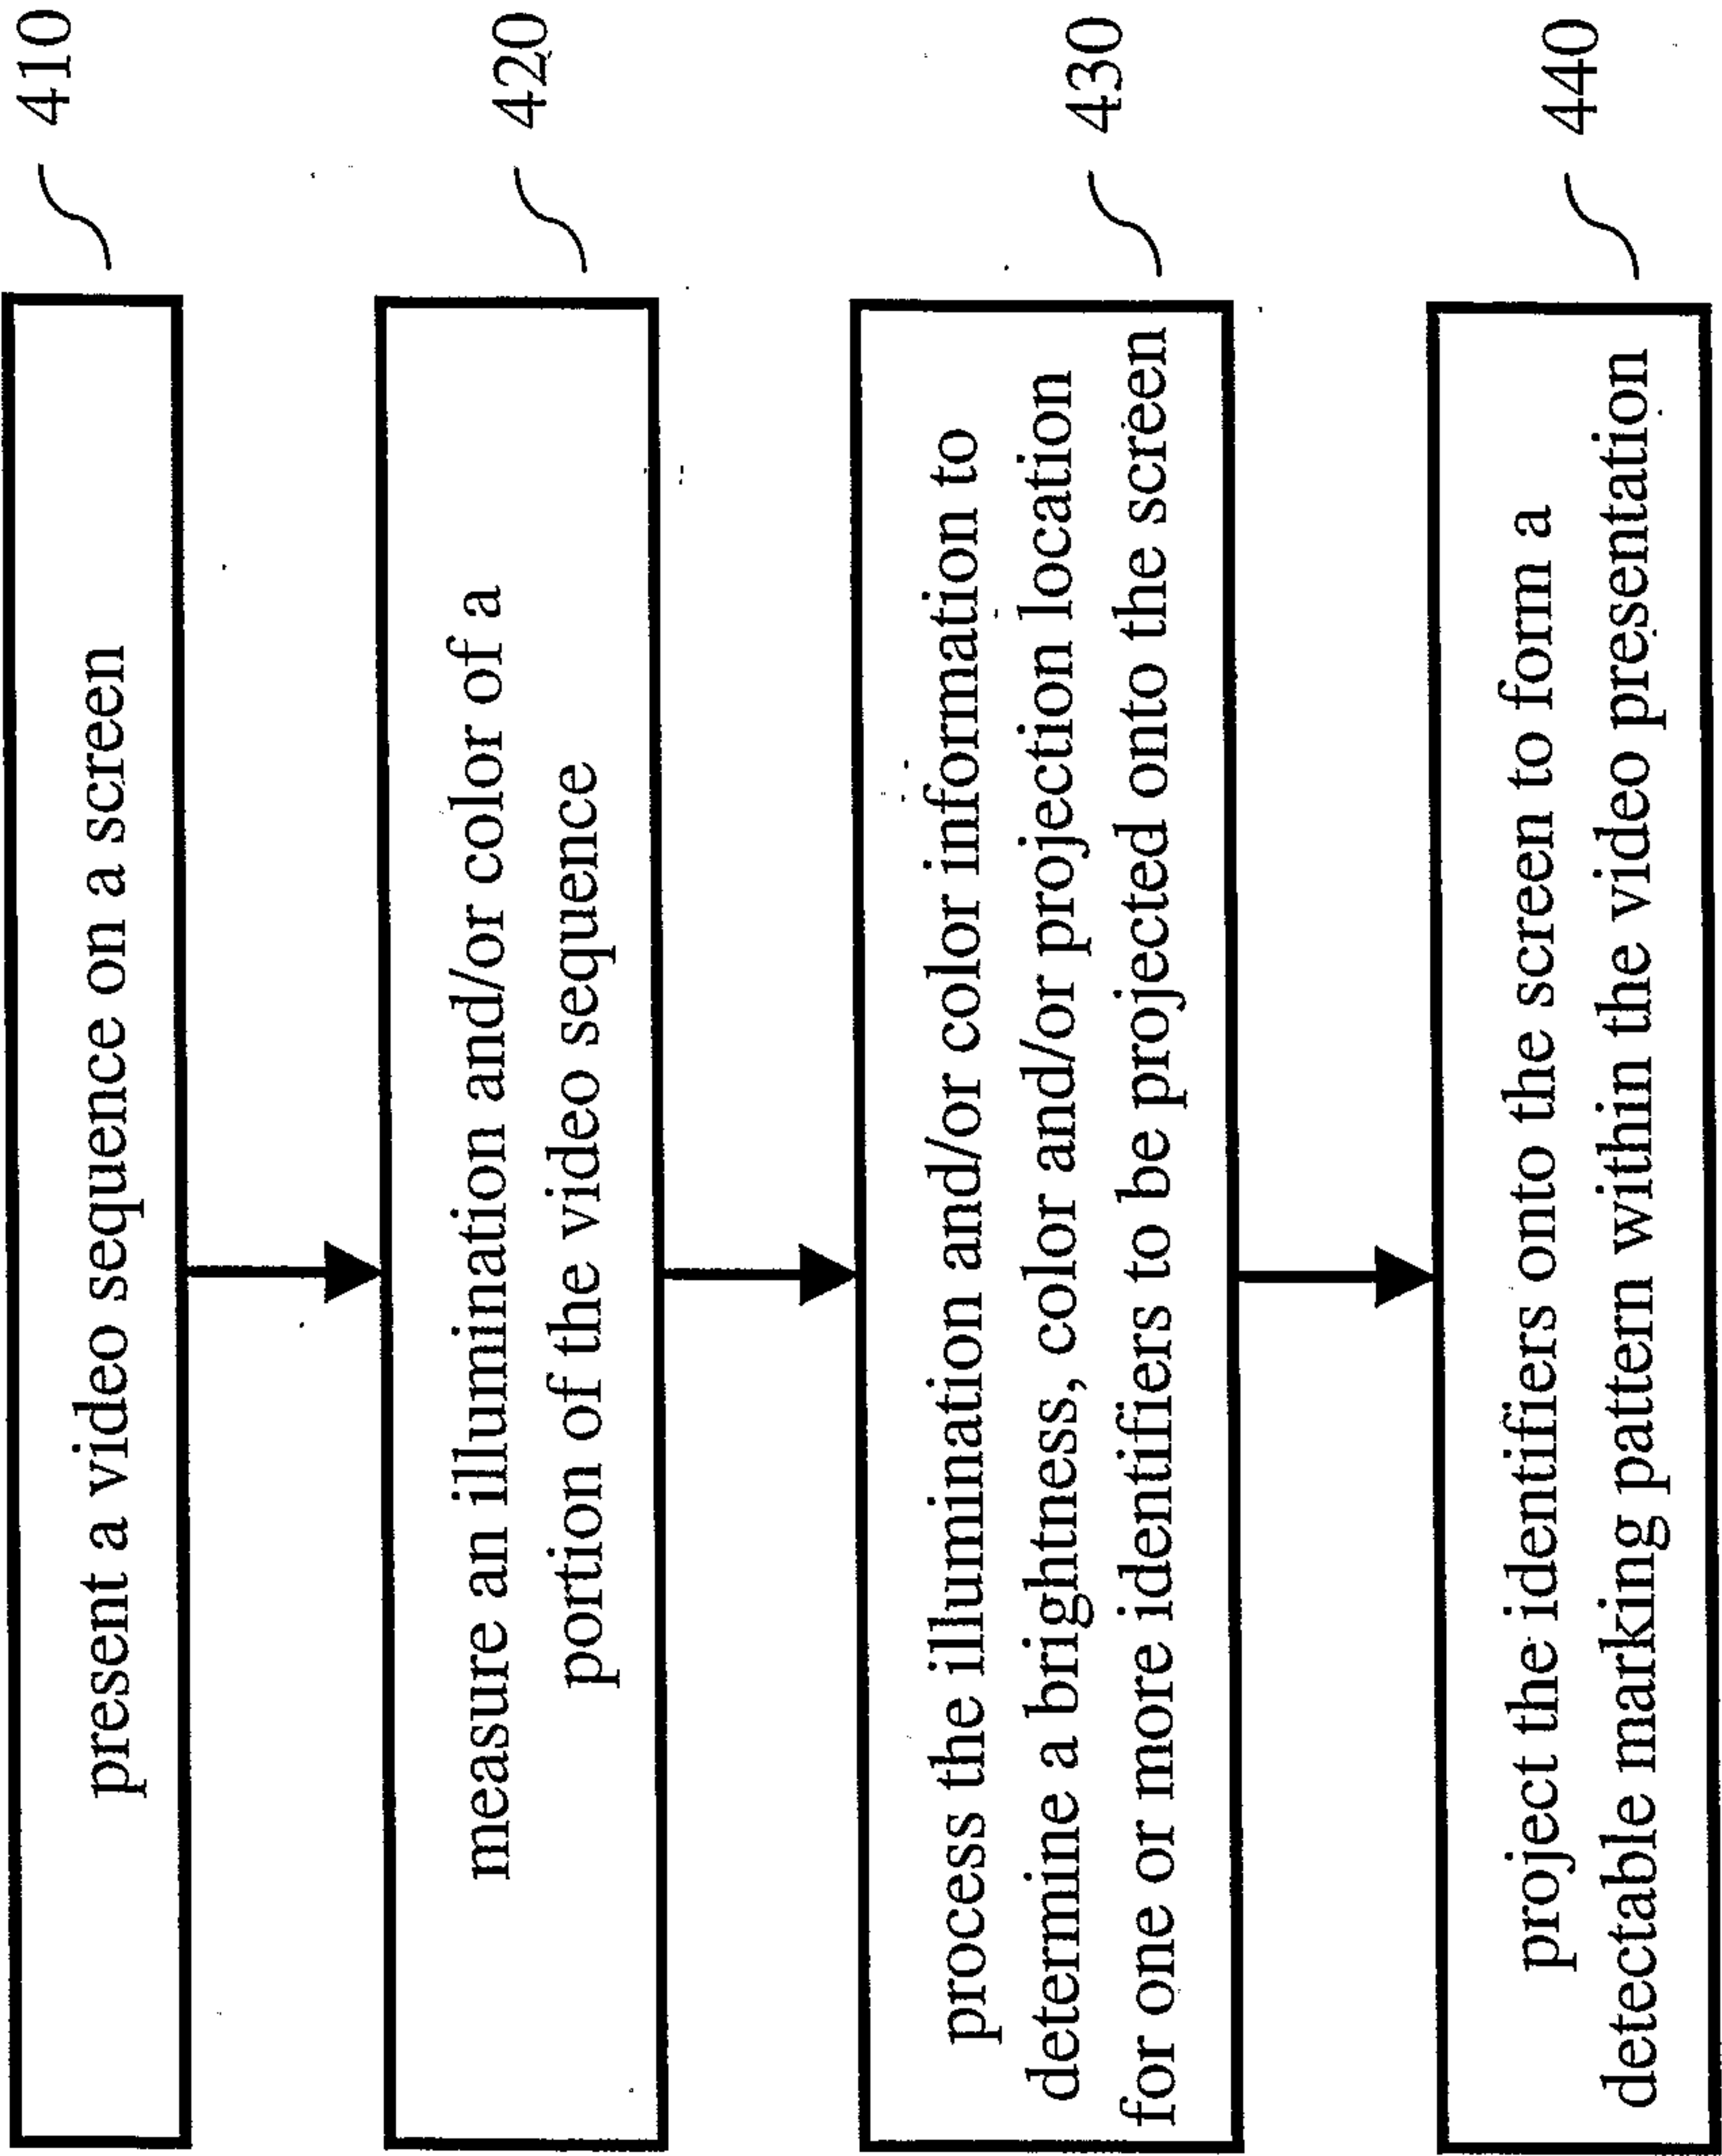 present a video sequence on a screen
410
measure an illumination and/or color of a
portion of the video sequence
420
process the illumination and/or color information to
determine a brightness, color and/or projection location
for one or more identifiers to be projected onto the screen
430
project the identifiers onto the screen to form a
detectable marking pattern within the video presentation
440